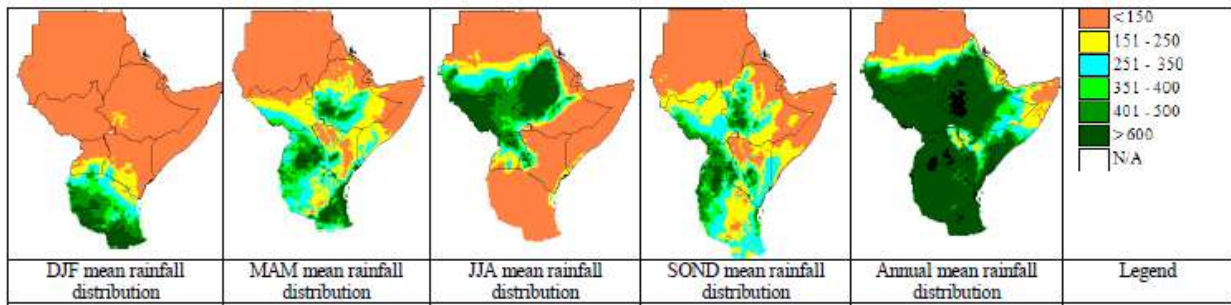 <150
151 - 250
251 - 350
351 - 400
401 - 500
>600
N/A
DJF mean rainfall
distribution
MAM mean rainfall
distribution
JJA mean rainfall
distribution
SOND mean rainfall
distribution
Annual mean rainfall
distribution
Legend